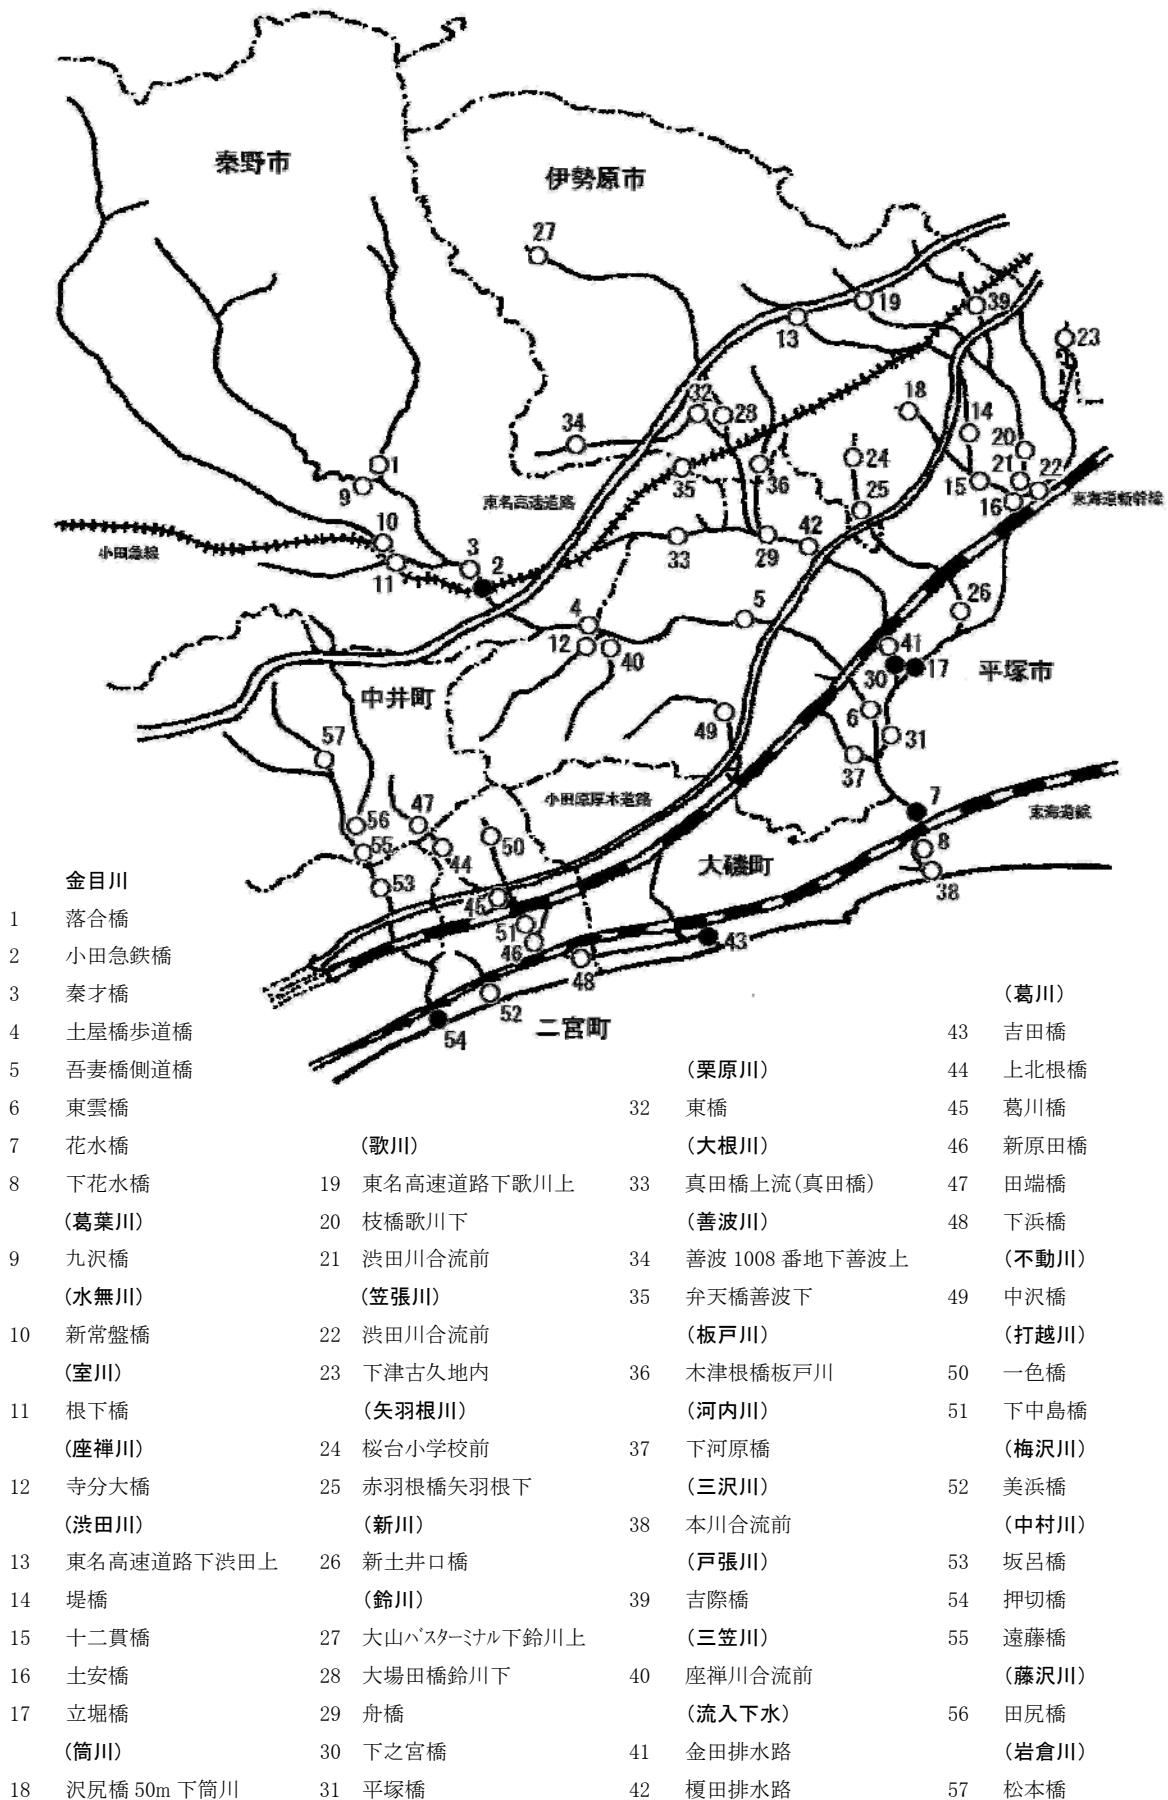 秦野市
伊勢原市
27
19
39
13
23
32
28
18
34
14
20
1
24
21
22
9
35
36
15
東名高速道路
25
16
東海道新幹線
10
42
小田急線
3
2
33
29
11
26
4
5
12
40
41
30
17
平塚市
中井町
49
6
31
57
37
小田原厚木道路
7
東海道線
56
47
50
8
55
44
大磯町
38
53
45
51
46
43
48
52
54
二宮町
金目川
1 落合橋
2 小田急鉄橋
3 秦才橋
4 土屋橋歩道橋
5 吾妻橋側道橋
6 東雲橋
7 花水橋
8 下花水橋
(葛葉川)
9 九沢橋
(水無川)
10 新常盤橋
(室川)
11 根下橋
(座禅川)
12 寺分大橋
(渋田川)
13 東名高速道路下渋田上
14 堤橋
15 十二貫橋
16 土安橋
17 立堀橋
(筒川)
18 沢尻橋 50m 下筒川
(歌川)
19 東名高速道路下歌川上
20 枝橋歌川下
21 渋田川合流前
(笠張川)
22 渋田川合流前
23 下津古久地内
(矢羽根川)
24 桜台小学校前
25 赤羽根橋矢羽根下
(新川)
26 新土井口橋
(鈴川)
27 大山ﾊﾞｽﾀｰﾐﾅﾙ下鈴川上
28 大場田橋鈴川下
29 舟橋
30 下之宮橋
31 平塚橋
(栗原川)
32 東橋
(大根川)
33 真田橋上流(真田橋)
(善波川)
34 善波 1008 番地下善波上
35 弁天橋善波下
(板戸川)
36 木津根橋板戸川
(河内川)
37 下河原橋
(三沢川)
38 本川合流前
(戸張川)
39 吉際橋
(三笠川)
40 座禅川合流前
(流入下水)
41 金田排水路
42 榎田排水路
(葛川)
43 吉田橋
44 上北根橋
45 葛川橋
46 新原田橋
47 田端橋
48 下浜橋
(不動川)
49 中沢橋
(打越川)
50 一色橋
51 下中島橋
(梅沢川)
52 美浜橋
(中村川)
53 坂呂橋
54 押切橋
55 遠藤橋
(藤沢川)
56 田尻橋
(岩倉川)
57 松本橋